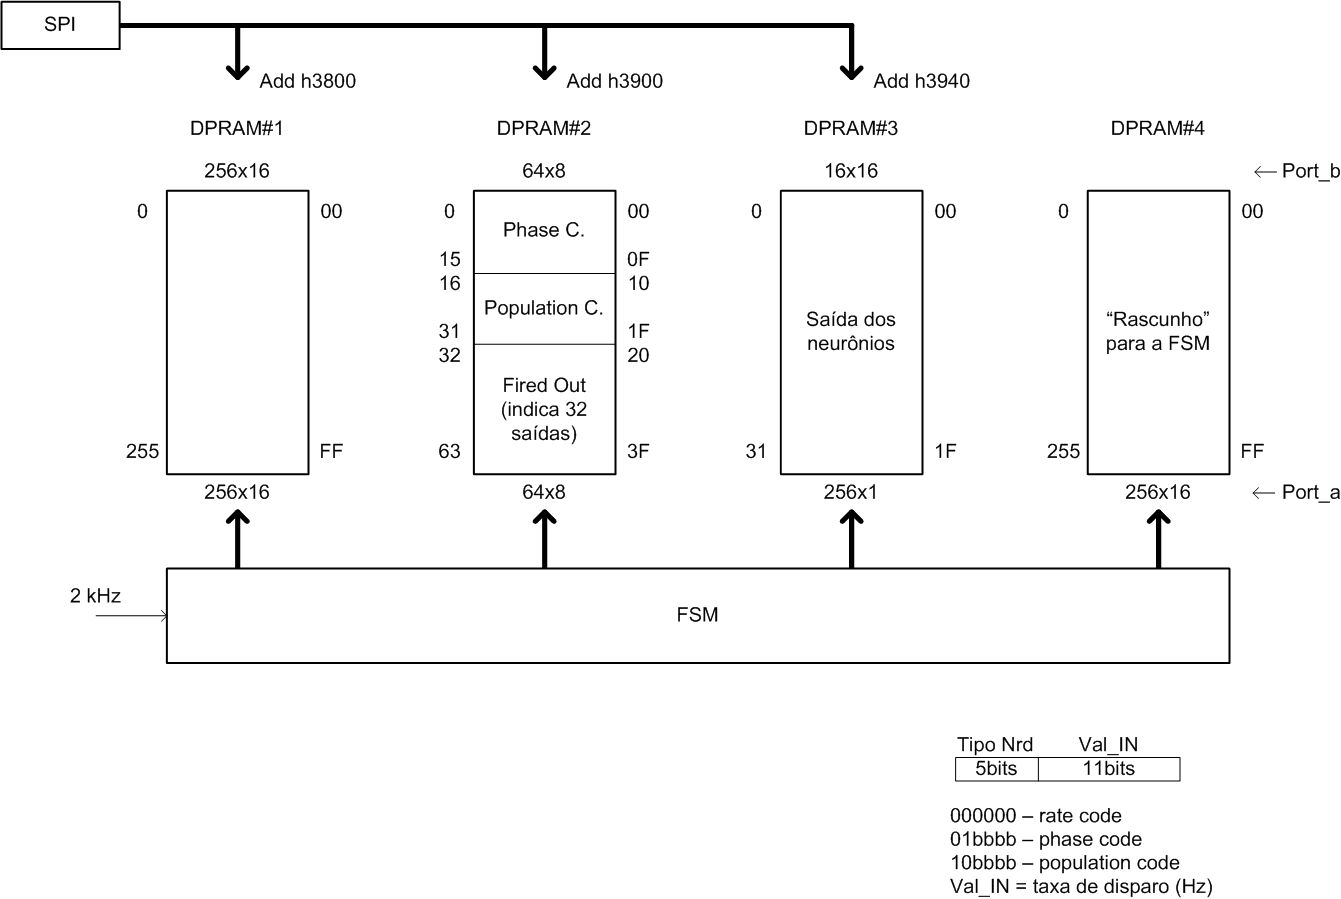 SPI
Add h3800
Add h3900
Add h3940
DPRAM#1
DPRAM#2
DPRAM#3
DPRAM#4
256x16
64x8
16x16
Port_b
0
00
0
00
0
00
0
00
Phase C.
15
0F
16
10
Population C.
31
1F
32
20
Saída dos
neurônios
“Rascunho”
para a FSM
Fired Out
(indica 32
saídas)
255
FF
63
3F
31
1F
255
FF
256x16
64x8
256x1
256x16
Port_a
2 kHz
FSM
Tipo Nrd
Val_IN
5bits
11bits
000000 – rate code
01bbbb – phase code
10bbbb – population code
Val_IN = taxa de disparo (Hz)